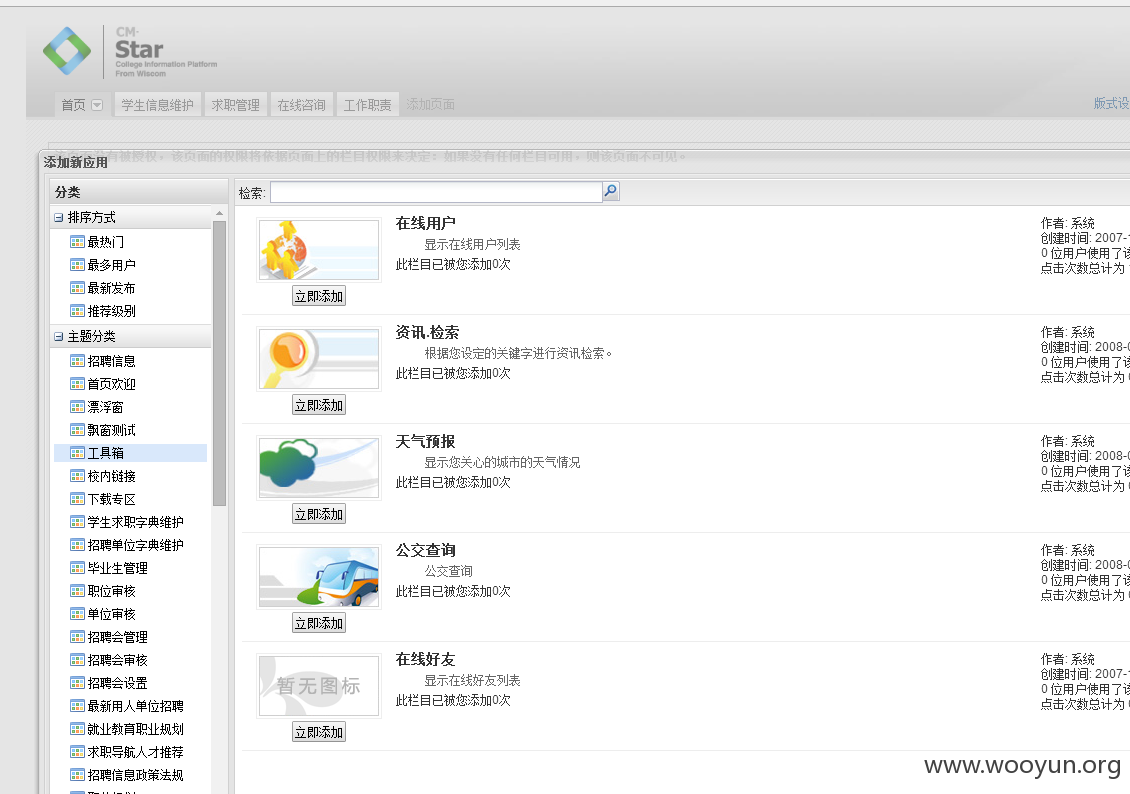 CM-
Star
College Information Platform
From Wiscom
首页 学生信息维护 求职管理 在线咨询 工作职责 添加页面
版式设
没有被授权，该页面的权限将依据页面上的栏目权限来决定：如果没有任何栏目可用，则该页面不可见。
添加新应用
分类
排序方式
最热门
最多用户
最新发布
推荐级别
主题分类
招聘信息
首页欢迎
漂浮窗
飘窗测试
工具箱
校内链接
下载专区
学生求职字典维护
招聘单位字典维护
毕业生管理
职位审核
单位审核
招聘会管理
招聘会审核
招聘会设置
最新用人单位招聘
就业教育职业规划
求职导航人才推荐
招聘信息政策法规
检索:
在线用户
显示在线用户列表
此栏目已被您添加0次
立即添加
作者: 系统
创建时间: 2007-
0 位用户使用了该
点击次数总计为
资讯.检索
根据您设定的关键字进行资讯检索。
此栏目已被您添加0次
立即添加
作者: 系统
创建时间: 2008-
0 位用户使用了该
点击次数总计为
天气预报
显示您关心的城市的天气情况
此栏目已被您添加0次
立即添加
作者: 系统
创建时间: 2008-
0 位用户使用了该
点击次数总计为
公交查询
公交查询
此栏目已被您添加0次
立即添加
作者: 系统
创建时间: 2008-
0 位用户使用了该
点击次数总计为
在线好友
显示在线好友列表
此栏目已被您添加0次
暂无图标
立即添加
作者: 系统
创建时间: 2007-
0 位用户使用了该
点击次数总计为
www.wooyun.org